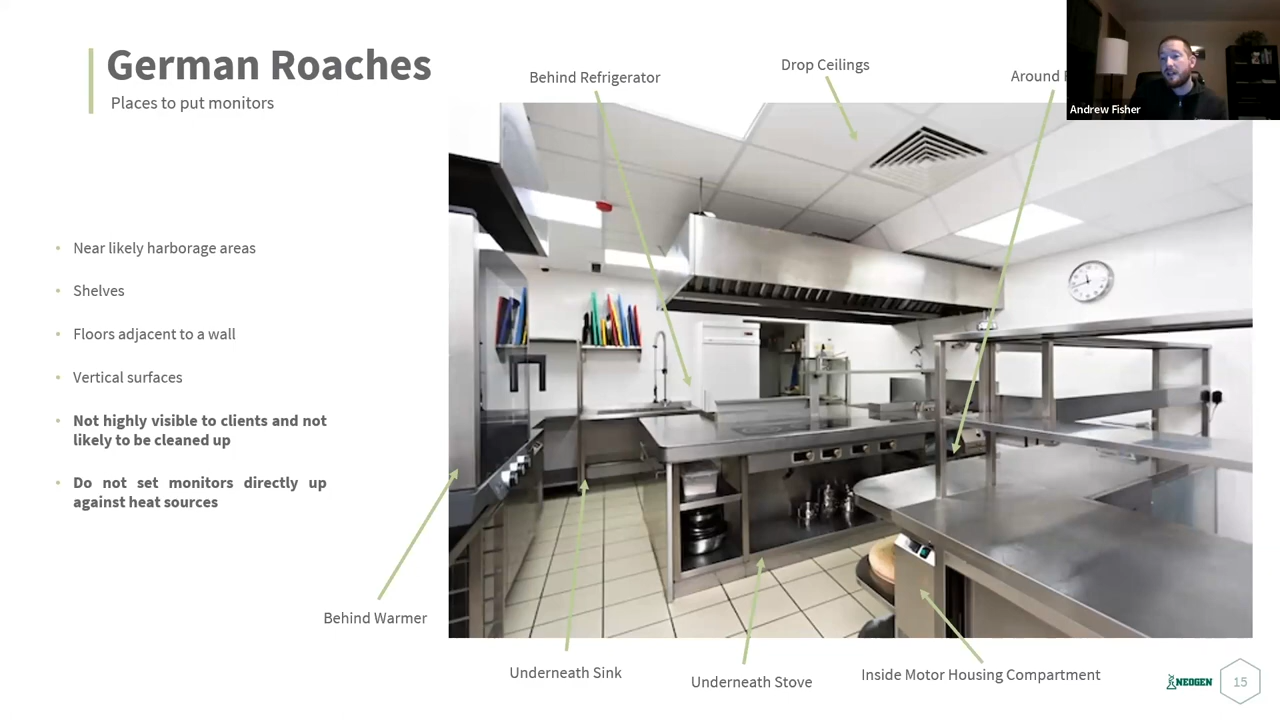 German Roaches
Places to put monitors
Behind Refrigerator
Drop Ceilings
Around
Andrew Fisher
Near likely harborage areas
Shelves
Floors adjacent to a wall
Vertical surfaces
Not highly visible to clients and not
likely to be cleaned up
Do not set monitors directly up
against heat sources
Behind Warmer
Underneath Sink
Underneath Stove
Inside Motor Housing Compartment
NEOGEN
15